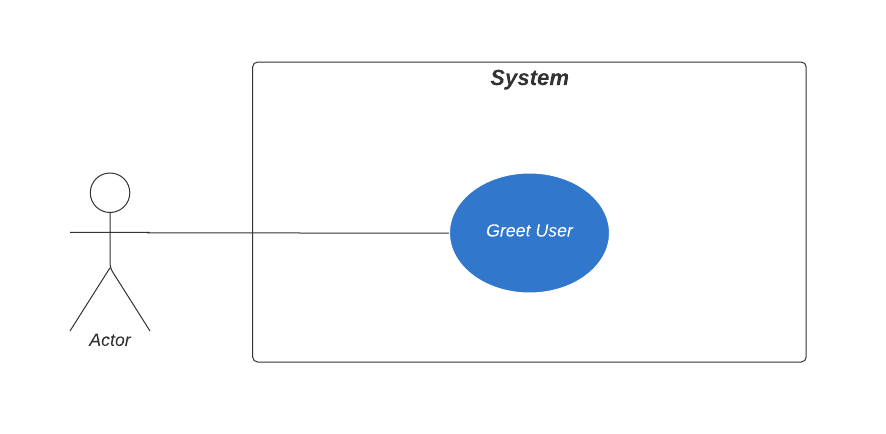 System
Greet User
Actor